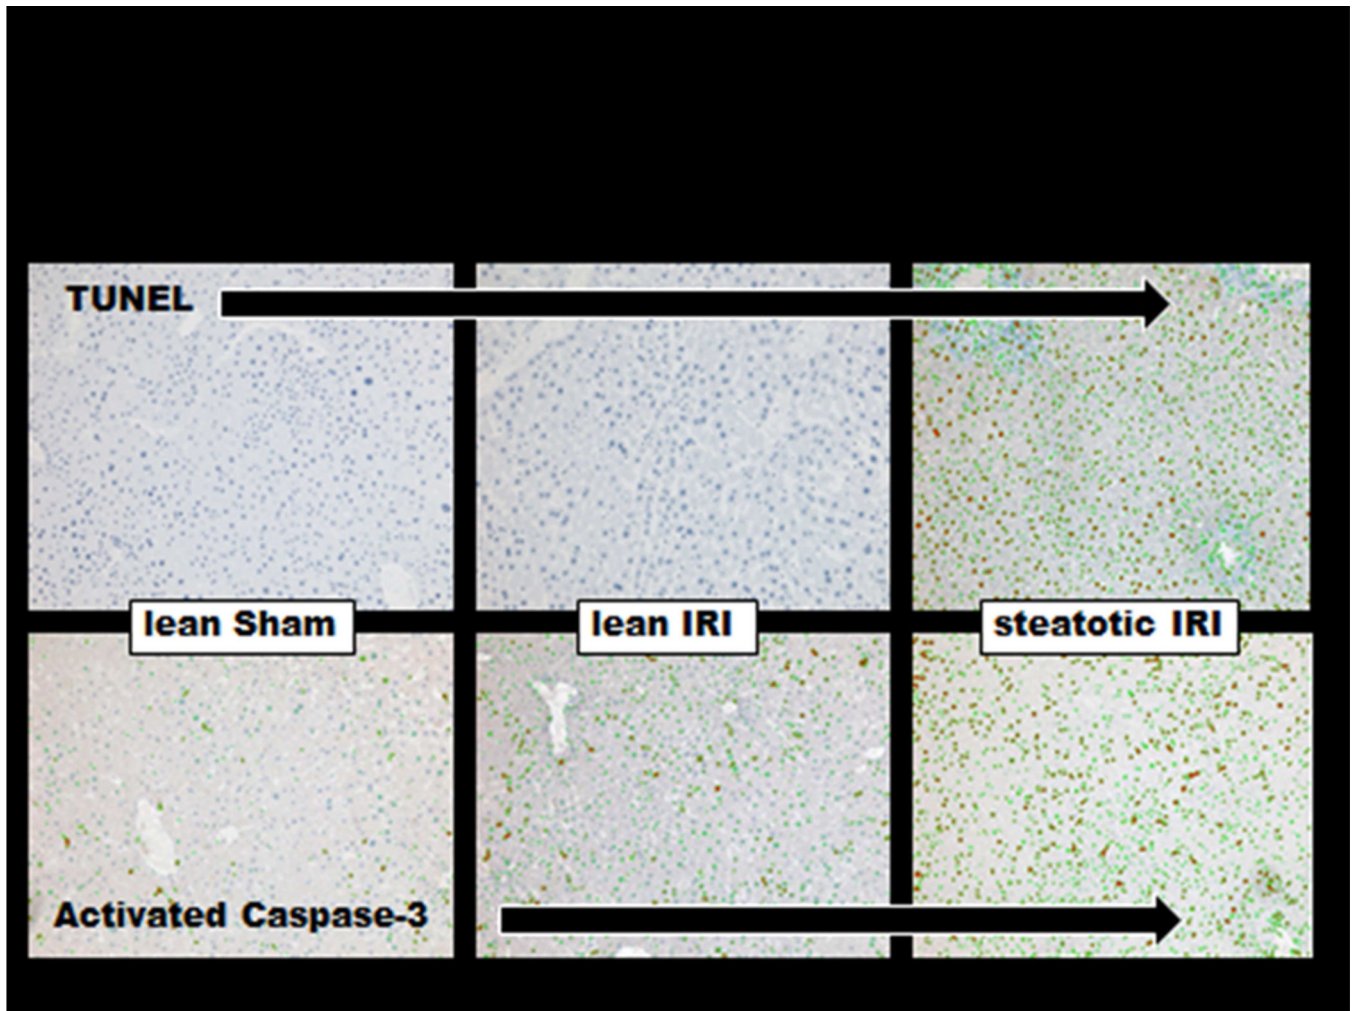 TUNEL
lean Sham
lean IRI
steatotic IRI
Activated Caspase-3